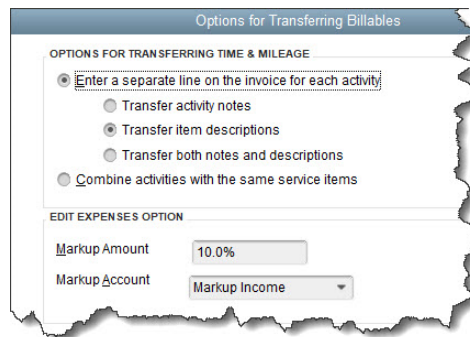 Options for Transferring Billables
OPTIONS FOR TRANSFERRING TIME & MILEAGE
Enter a separate line on the invoice for each activity
Transfer activity notes
Transfer item descriptions
Transfer both notes and descriptions
Combine activities with the same service items
EDIT EXPENSES OPTION
Markup Amount 10.0%
Markup Account Markup Income